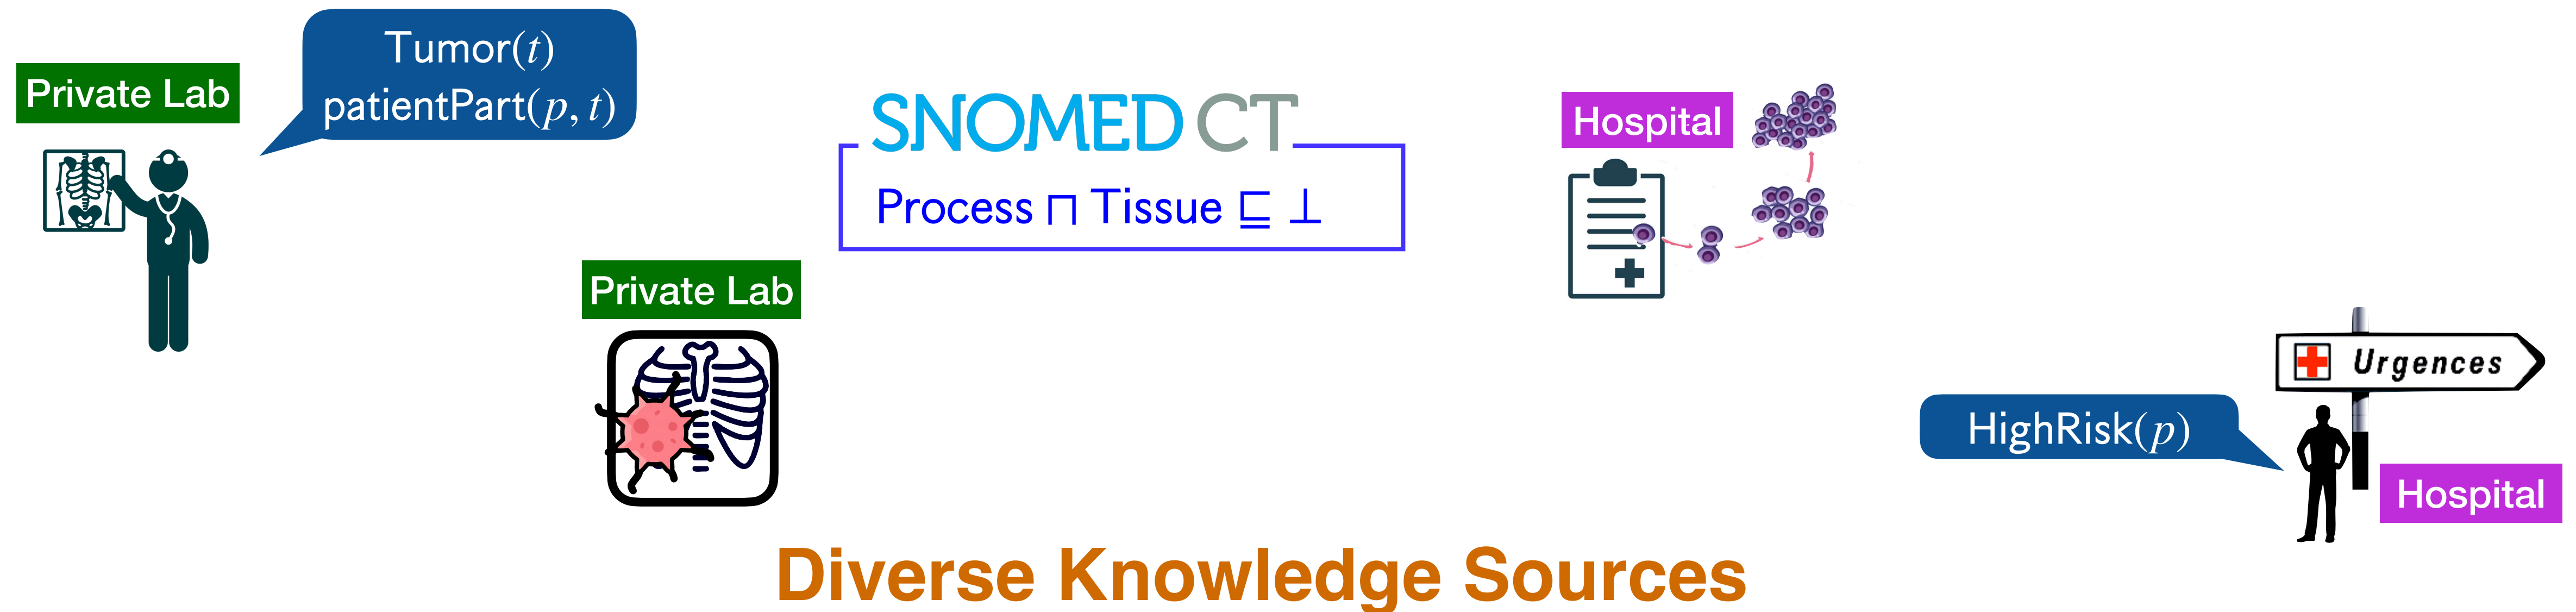 Private Lab
Tumor(t)
patientPart(p, t)
SNOMED CT
Process ⊓ Tissue ⊑ ⊥
Hospital
Private Lab
Urgences
HighRisk(p)
Hospital
Diverse Knowledge Sources